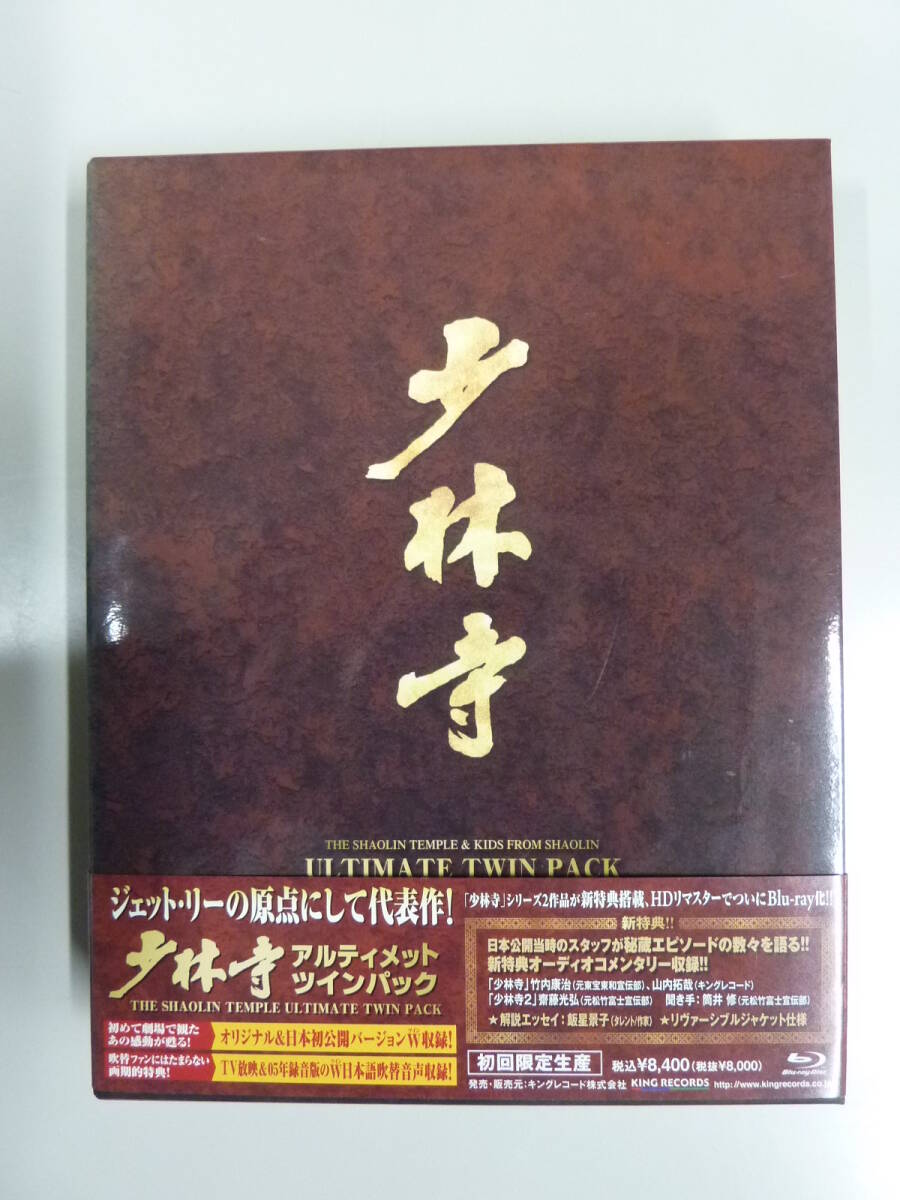 少林寺
THE SHAOLIN TEMPLE & KIDS FROM SHAOLIN
ULTIMATE TWIN PACK
ジェット・リーの原点にして代表作!
少林寺
アルティメット
ツインパック
THE SHAOLIN TEMPLE ULTIMATE TWIN PACK
初めて劇場で観た
あの感動が甦る!
オリジナル&日本初公開バージョンW収録!
吹替ファンにはたまらない
画期的特典!
TV放映&05年録音版のW日本語吹替音声収録!
「少林寺」シリーズ2作品が新特典搭載、HDリマスターでついにBlu-ray化!!
新特典!!
日本公開当時のスタッフが秘蔵エピソードの数々を語る!!
新特典オーディオコメンタリー収録!!
「少林寺」竹内康治(元東宝東和宣伝部)、山内拓哉(キングレコード)
「少林寺2」齋藤光弘(元松竹富士宣伝部) 聞き手:筒井 修(元松竹富士宣伝部)
★解説エッセイ:飯星景子(タレント/作家) ★リヴァーシブルジャケット仕様
初回限定生産 税込¥8,400(税抜¥8,000)
Blu-ray Disc
発売・販売元:キングレコード株式会社 KING RECORDS http://www.kingrecords.co.jp